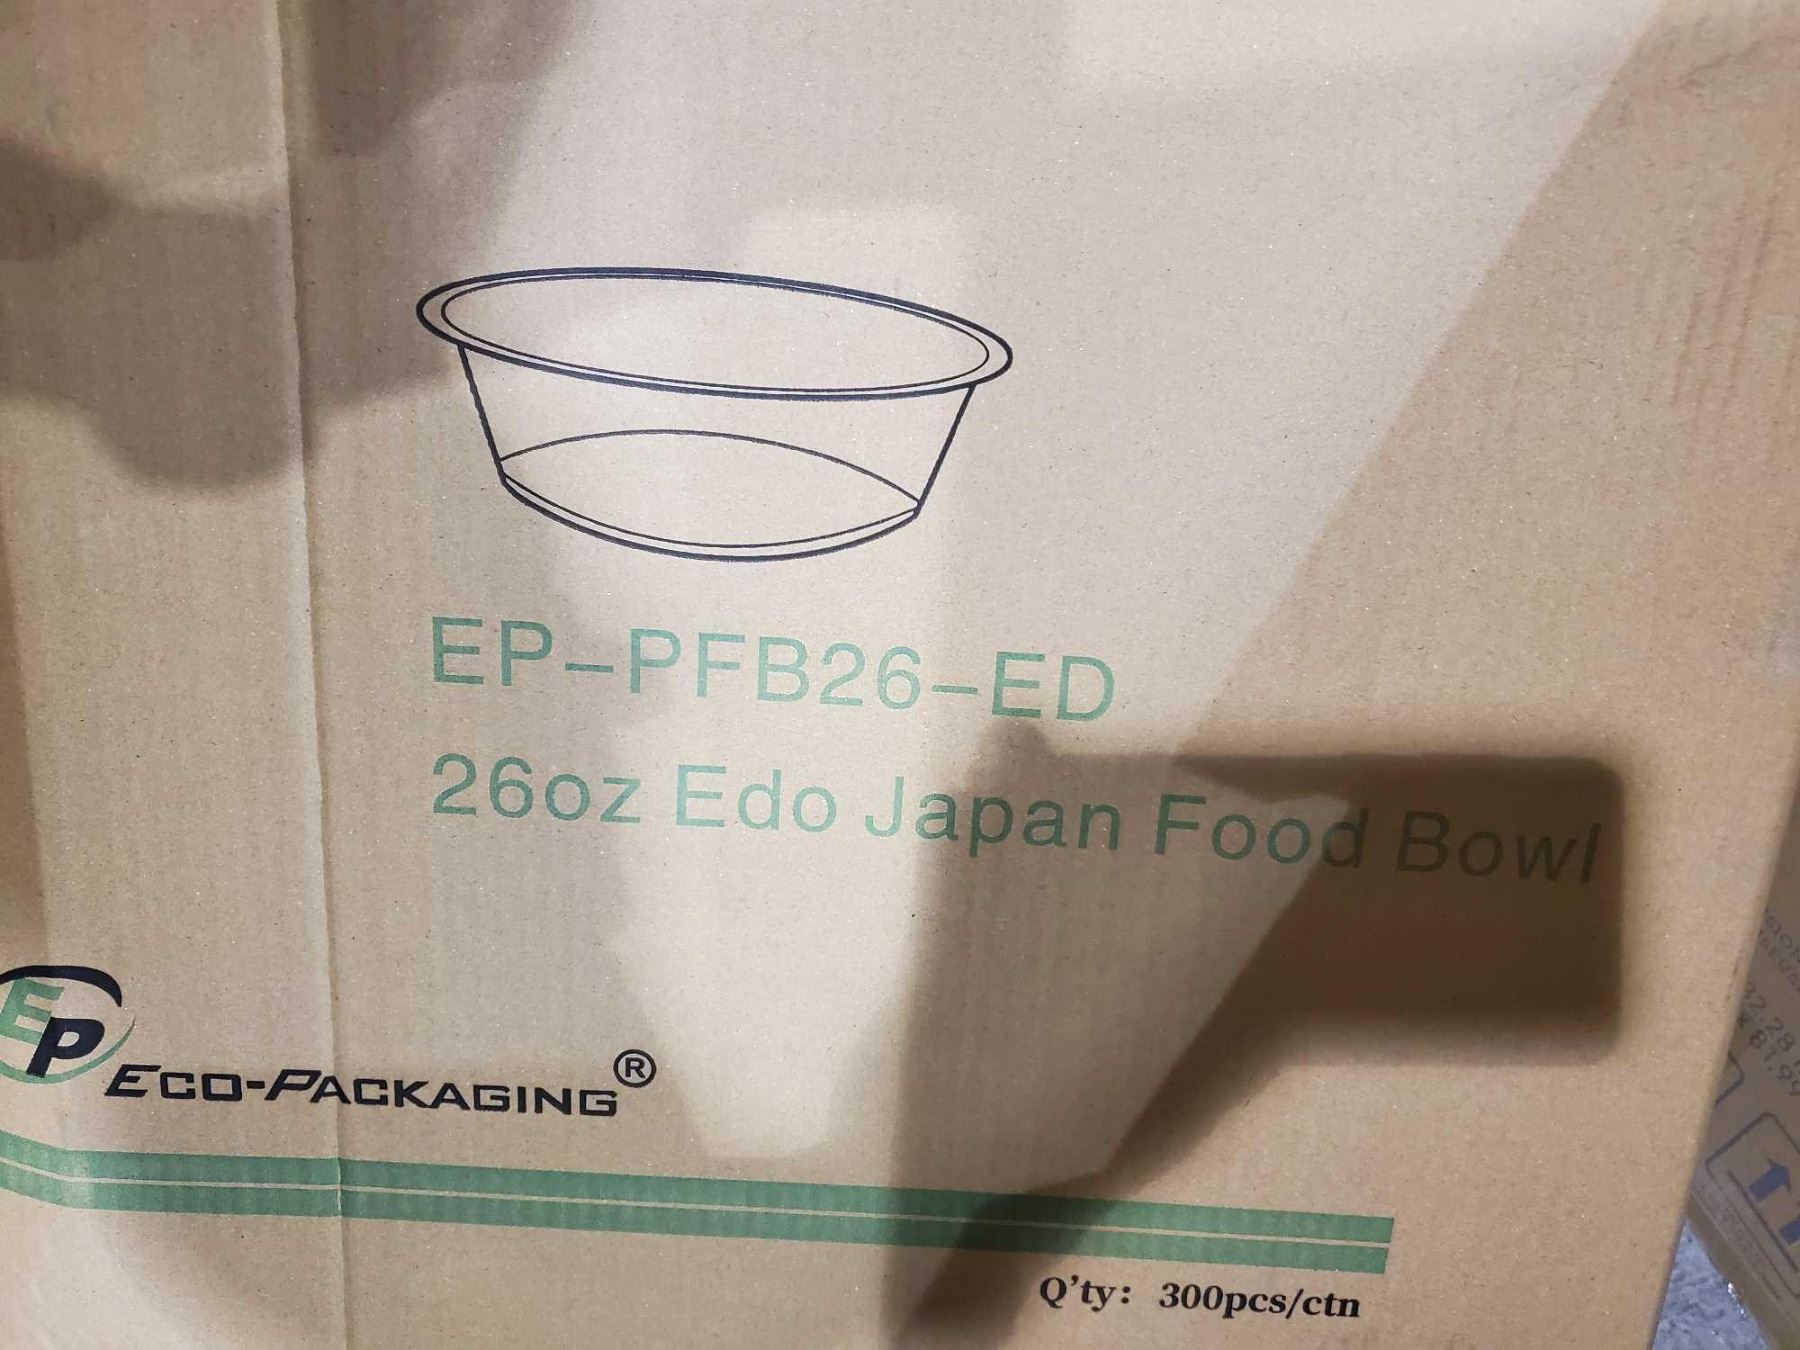 EP-PFB26-ED
26oz Edo Japan Food Bowl
EP
ECO-PACKAGING®
Q'ty: 300pcs/ctn